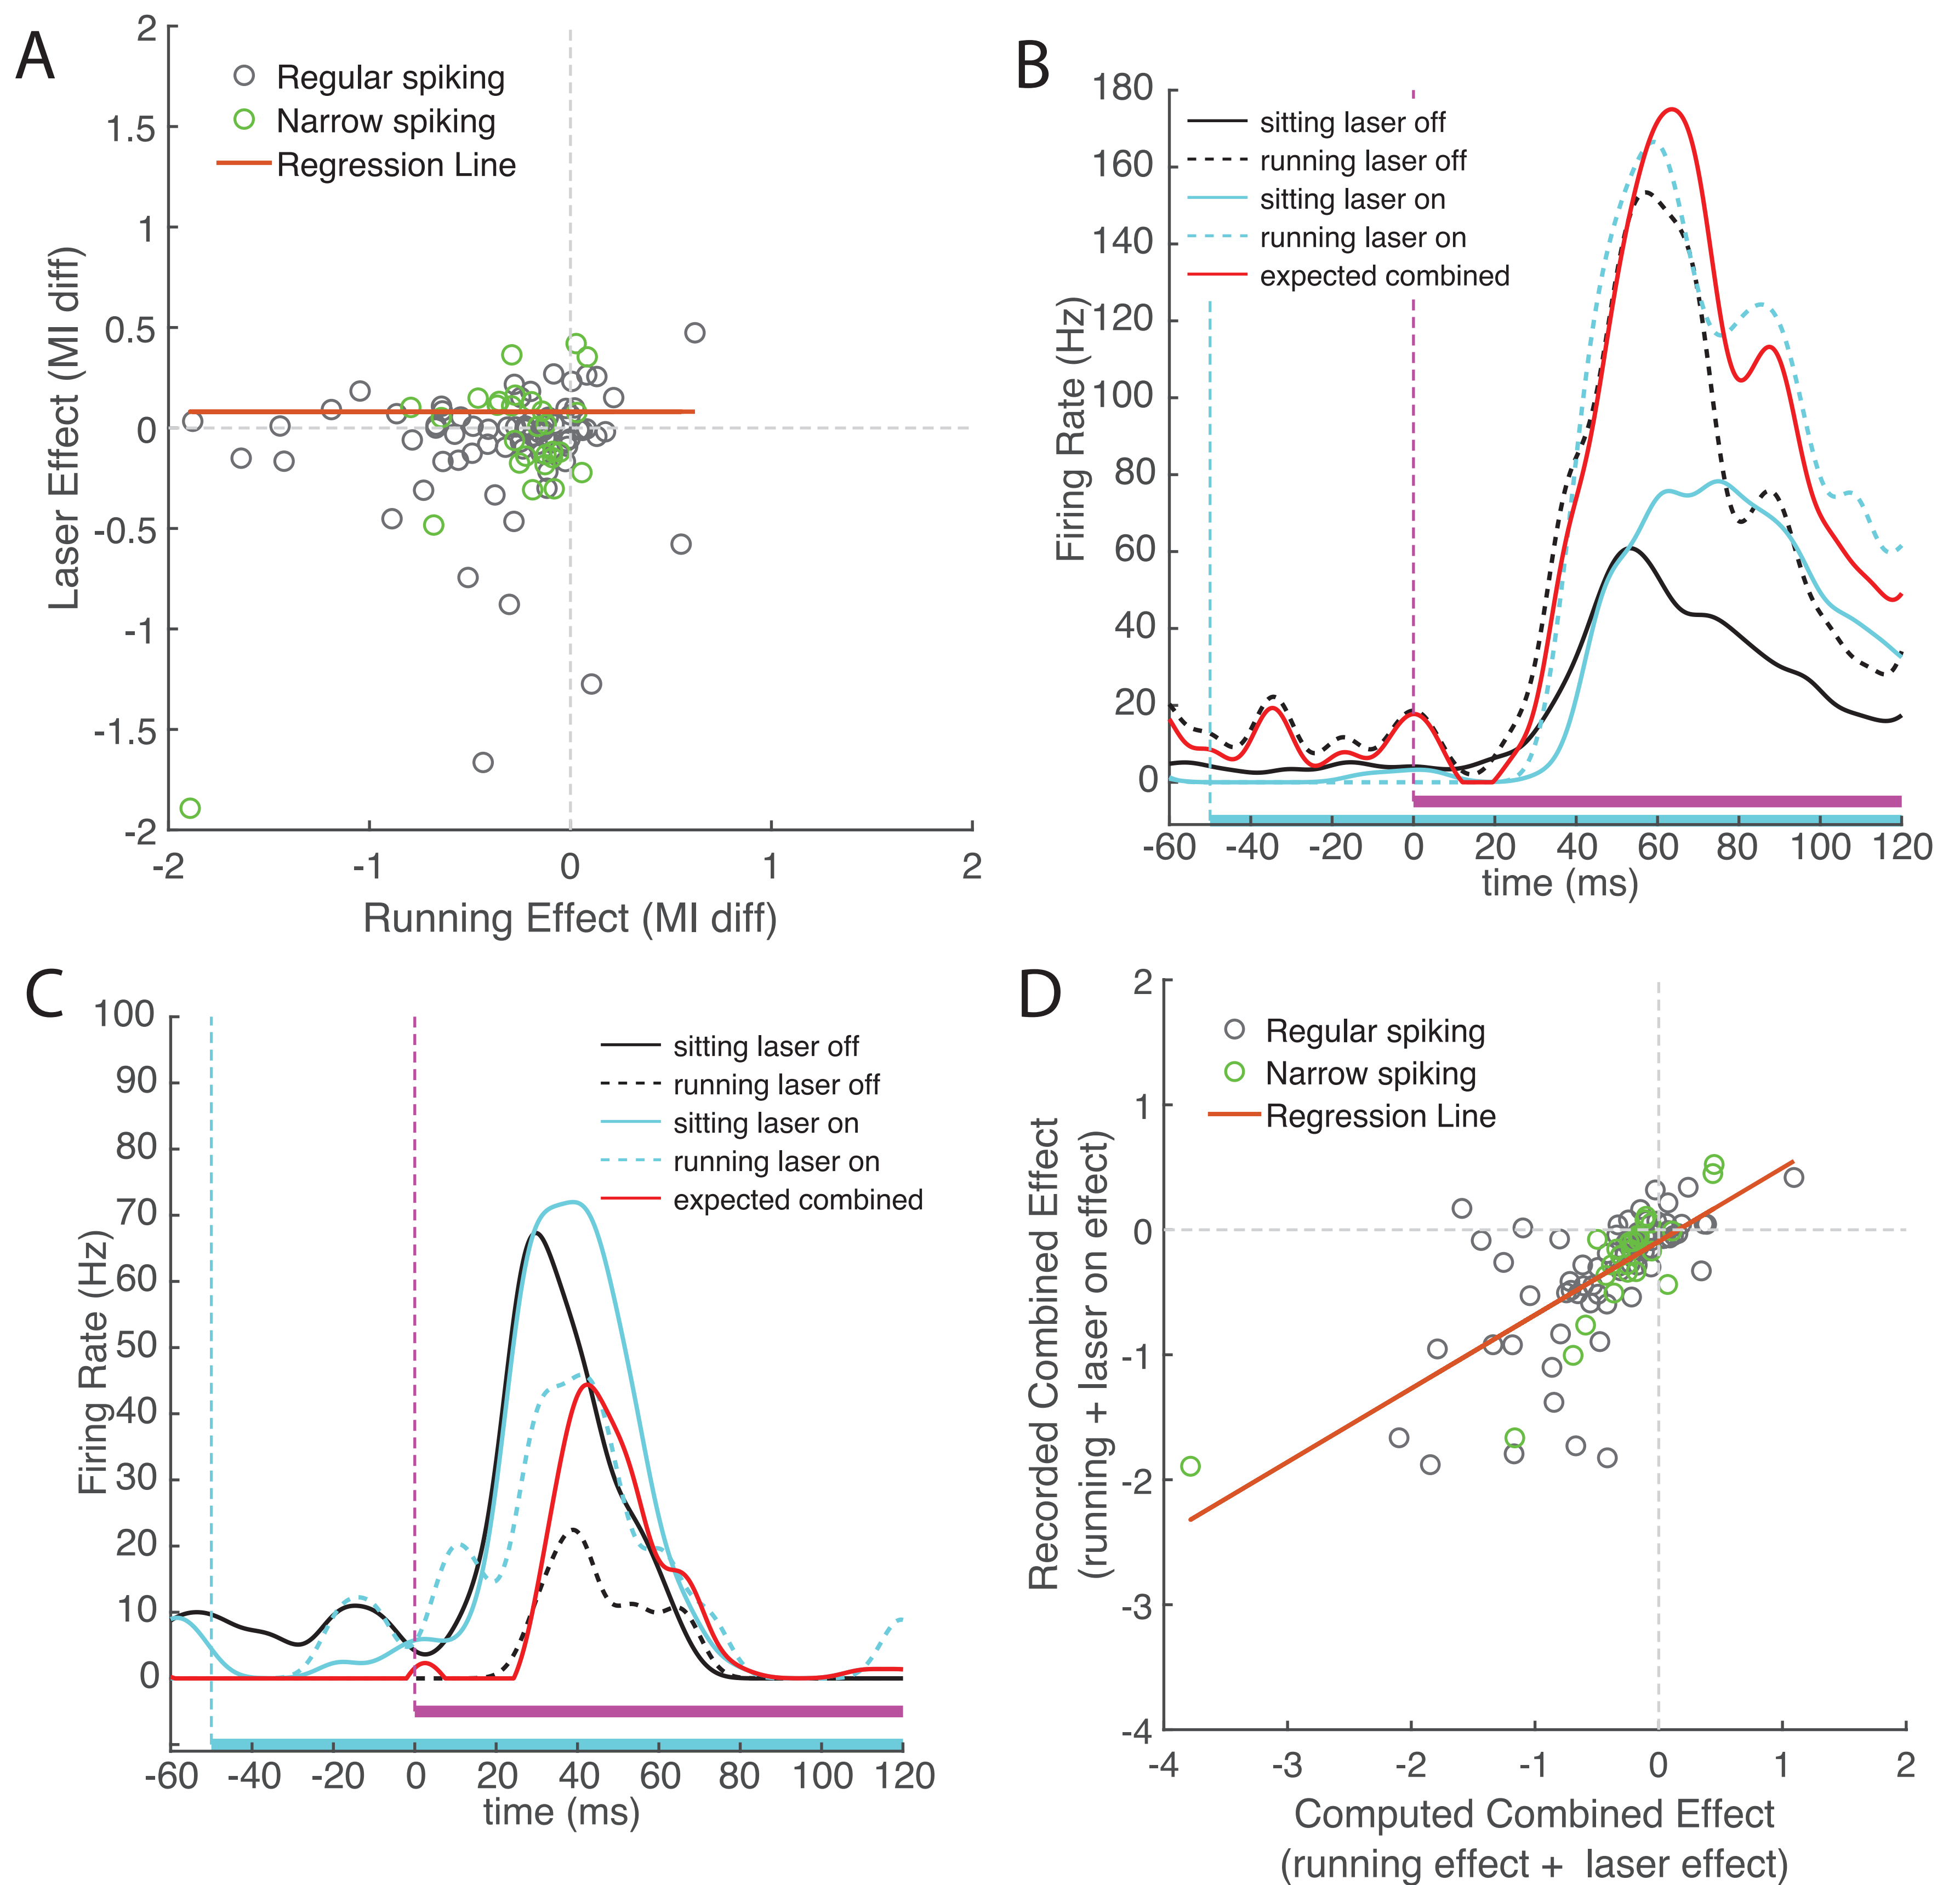 A
2
1.5
1
0.5
0
-0.5
-1
-1.5
-2
Laser Effect (MI diff)
Regular spiking
Narrow spiking
Regression Line
-2 -1 0 1 2
Running Effect (MI diff)
B
180
160
140
120
100
80
60
40
20
0
Firing Rate (Hz)
sitting laser off
running laser off
sitting laser on
running laser on
expected combined
-60 -40 -20 0 20 40 60 80 100 120
time (ms)
C
100
90
80
70
60
50
40
30
20
10
0
Firing Rate (Hz)
sitting laser off
running laser off
sitting laser on
running laser on
expected combined
-60 -40 -20 0 20 40 60 80 100 120
time (ms)
D
2
1
0
-1
-2
-3
-4
Recorded Combined Effect
(running + laser on effect)
Regular spiking
Narrow spiking
Regression Line
-4 -3 -2 -1 0 1 2
Computed Combined Effect
(running effect + laser effect)